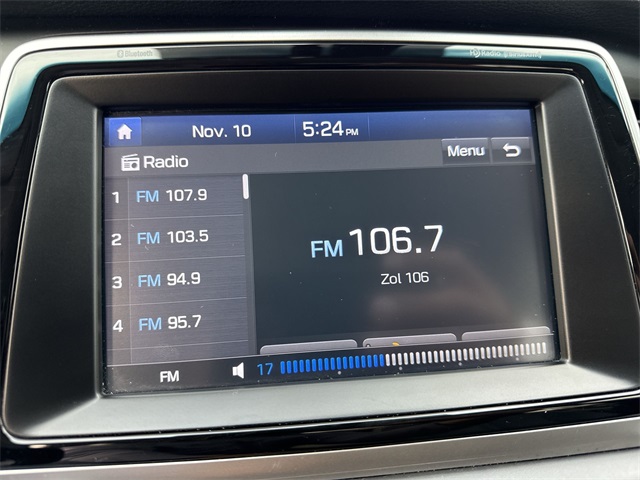 Bluetooth
Nov. 10 5:24 PM
Radio Menu
1 FM 107.9
2 FM 103.5
3 FM 94.9
4 FM 95.7
FM 106.7
Zol 106
FM 17